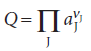 Q = ∏_J a_J^{ν_J}